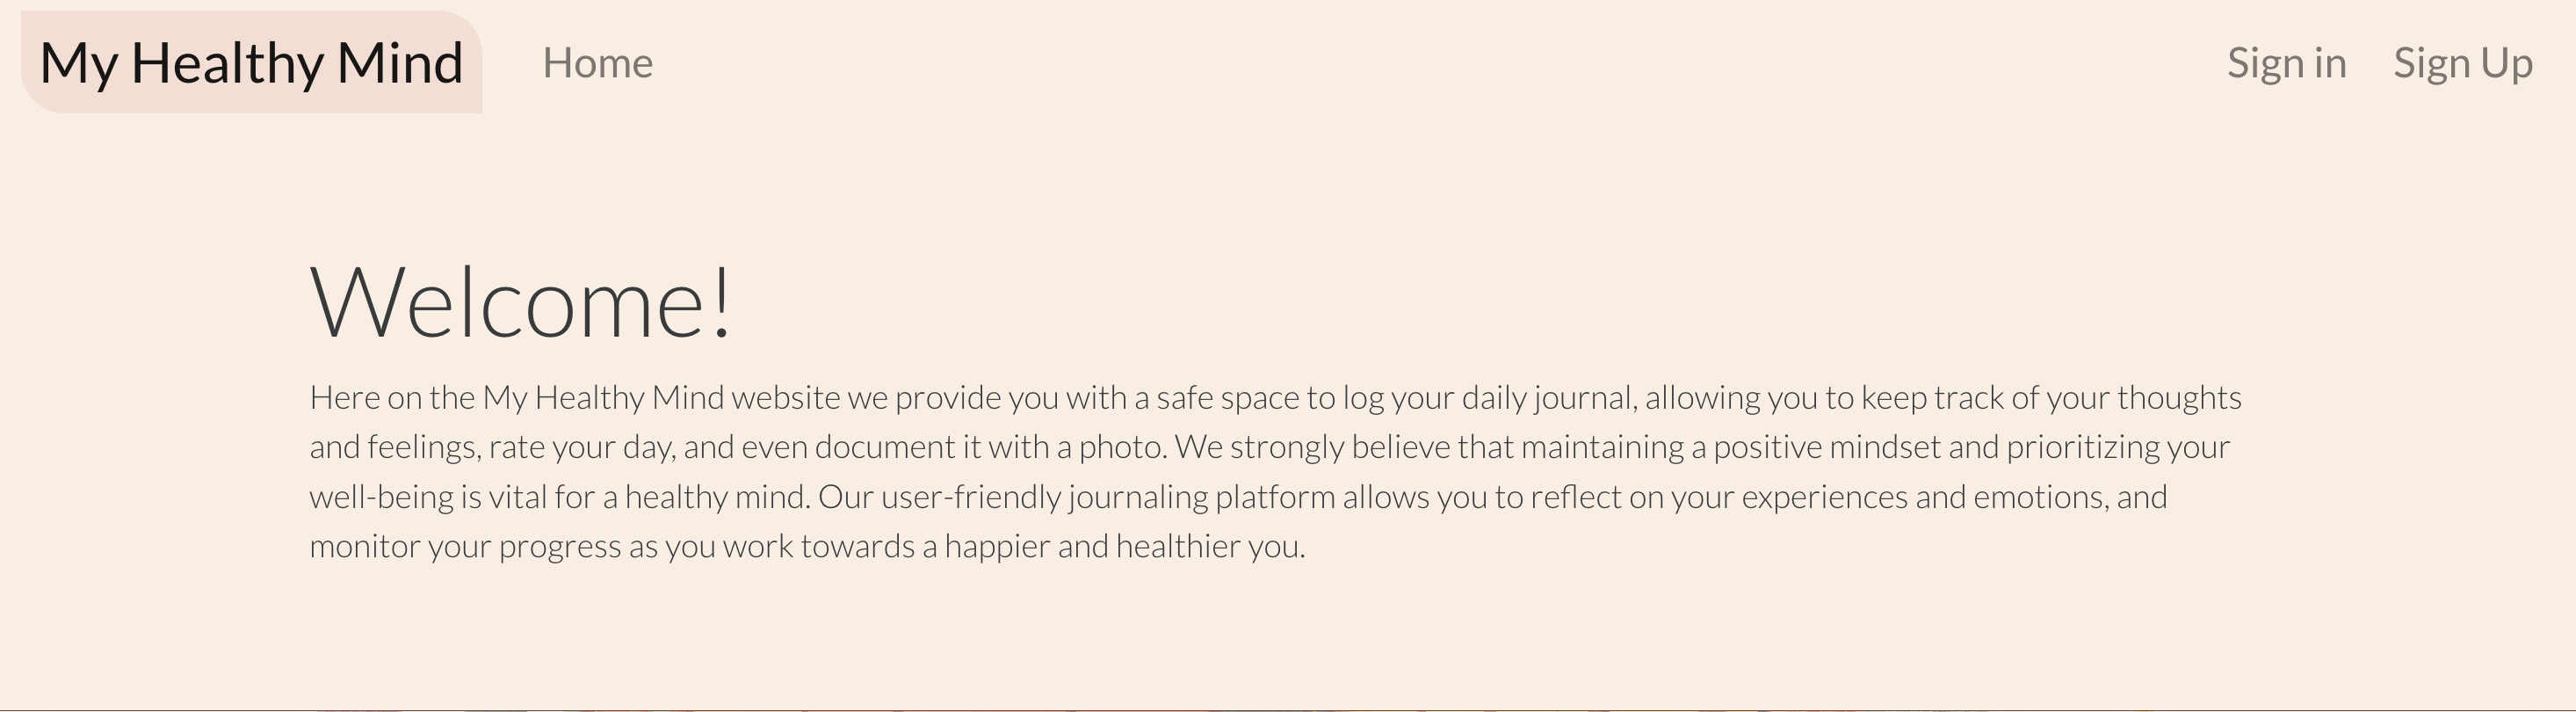 My Healthy Mind
Home
Sign in
Sign Up
Welcome!
Here on the My Healthy Mind website we provide you with a safe space to log your daily journal, allowing you to keep track of your thoughts
and feelings, rate your day, and even document it with a photo. We strongly believe that maintaining a positive mindset and prioritizing your
well-being is vital for a healthy mind. Our user-friendly journaling platform allows you to reflect on your experiences and emotions, and
monitor your progress as you work towards a happier and healthier you.